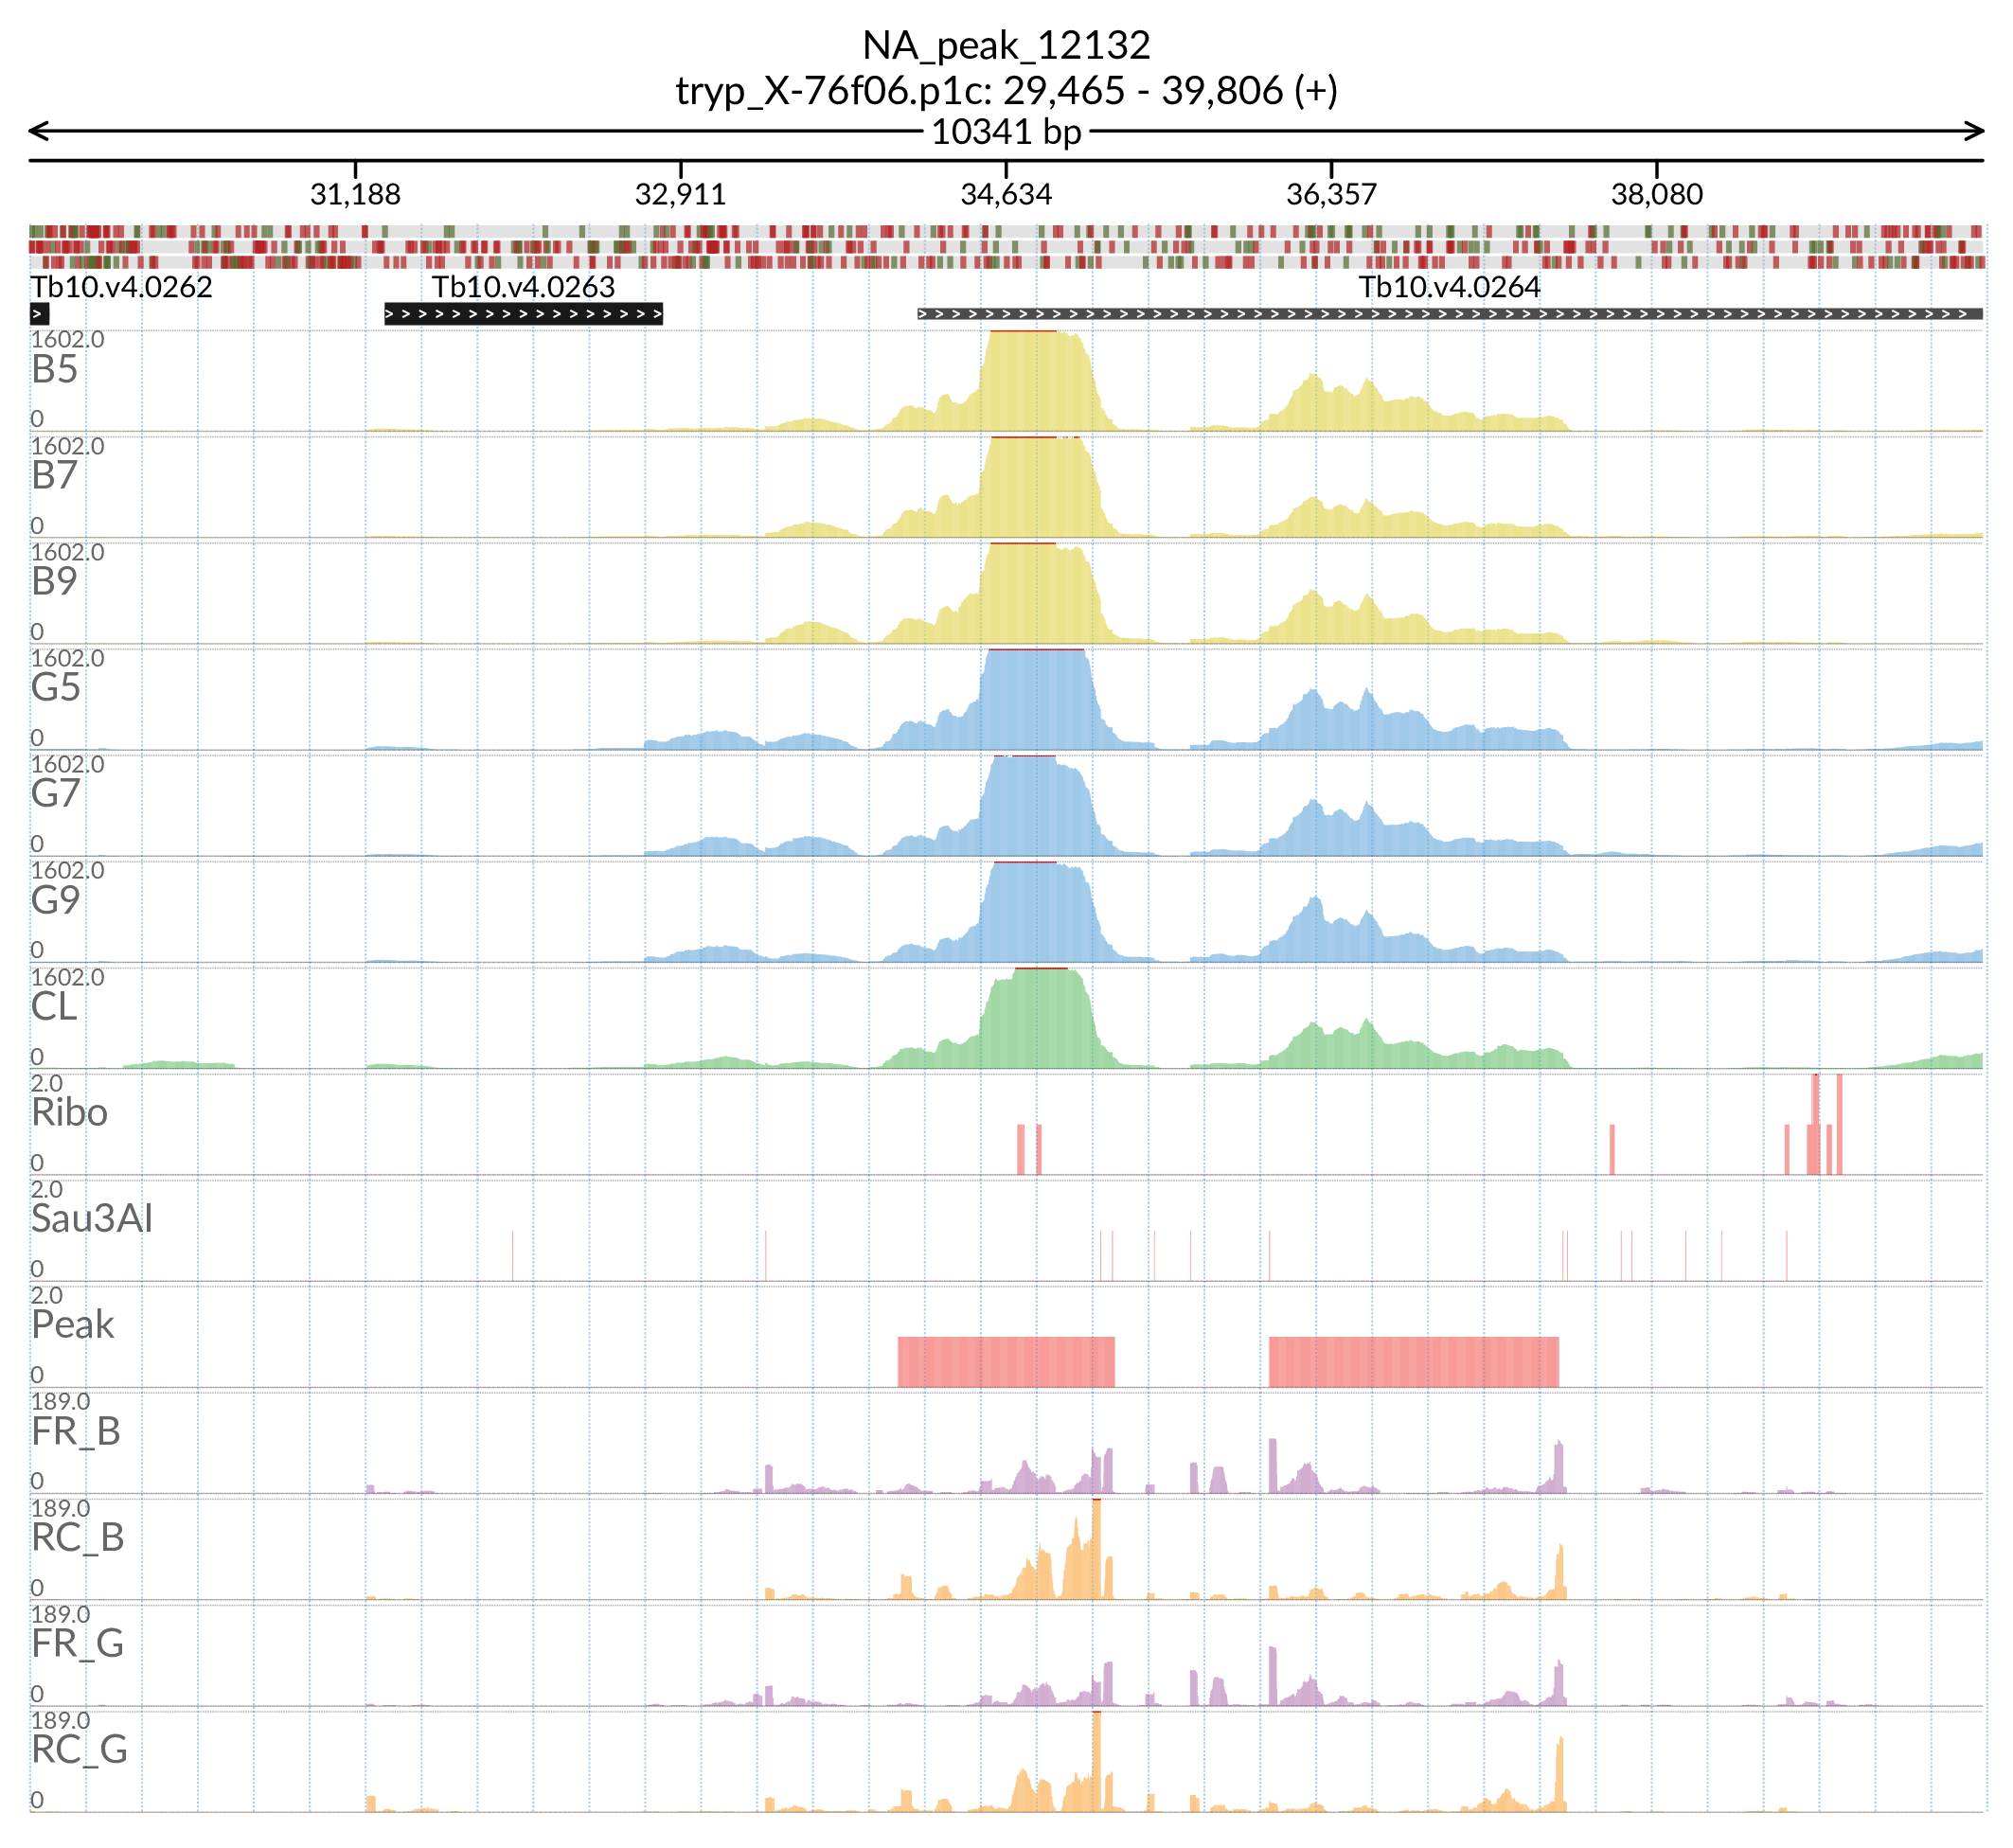 NA_peak_12132
tryp_X-76f06.p1c: 29,465 - 39,806 (+)
10341 bp
31,188 32,911 34,634 36,357 38,080
Tb10.v4.0262 Tb10.v4.0263 Tb10.v4.0264
1602.0
B5
0
1602.0
B7
0
1602.0
B9
0
1602.0
G5
0
1602.0
G7
0
1602.0
G9
0
1602.0
CL
0
2.0
Ribo
0
2.0
Sau3AI
0
2.0
Peak
0
189.0
FR_B
0
189.0
RC_B
0
189.0
FR_G
0
189.0
RC_G
0